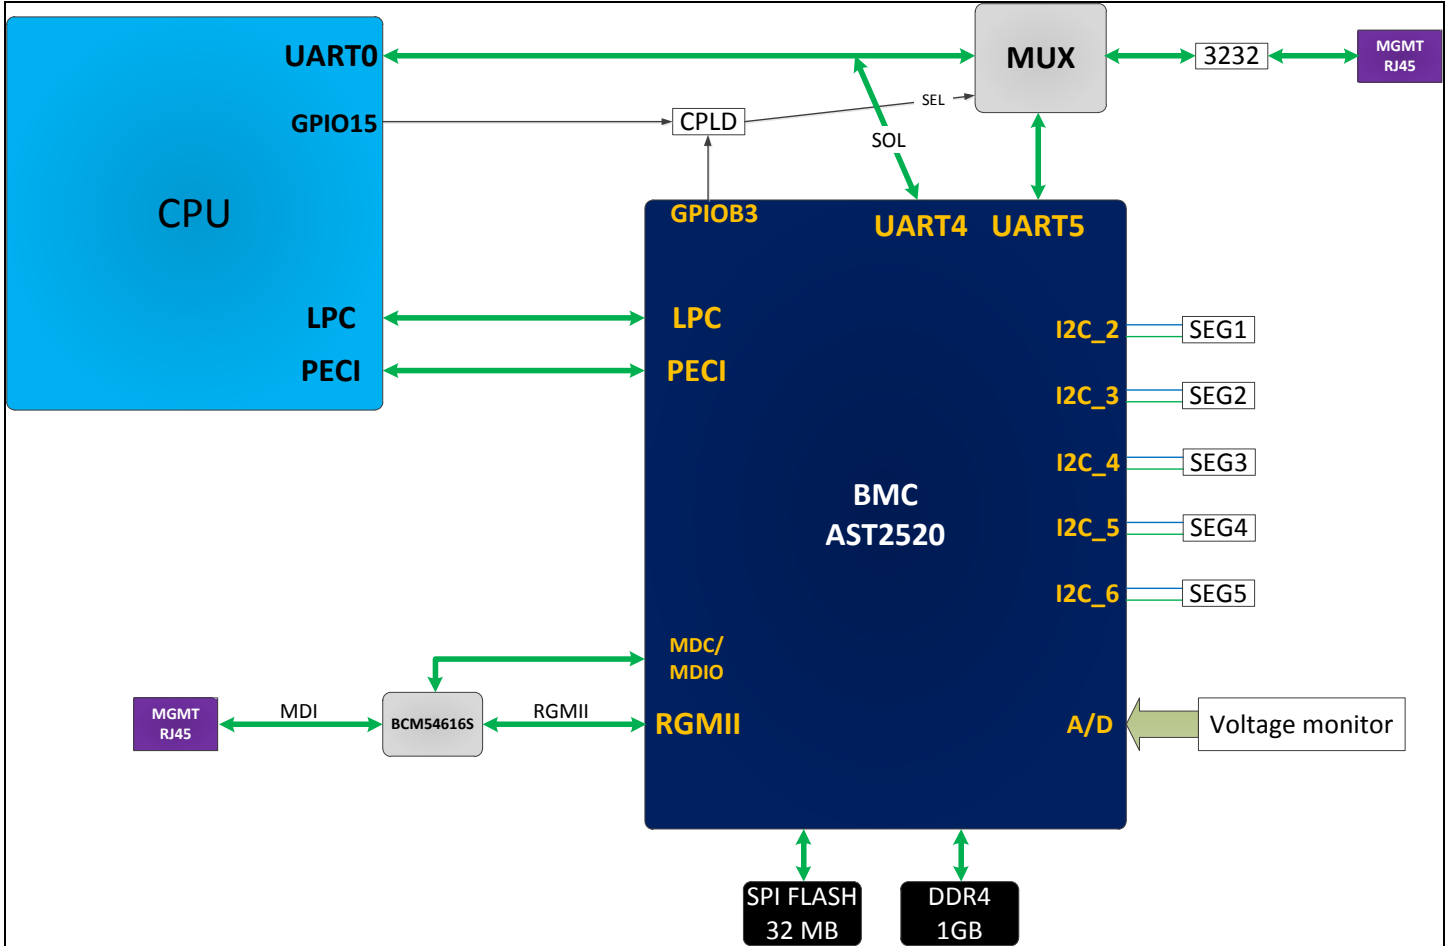 UART0
MUX
3232
MGMT
RJ45
SEL
GPIO15
CPLD
SOL
CPU
GPIOB3
UART4
UART5
LPC
LPC
I2C_2
SEG1
PECI
PECI
I2C_3
SEG2
I2C_4
SEG3
BMC
AST2520
I2C_5
SEG4
I2C_6
SEG5
MDC/
MDIO
MGMT
RJ45
MDI
BCM54616S
RGMII
RGMII
A/D
Voltage monitor
SPI FLASH
32 MB
DDR4
1GB